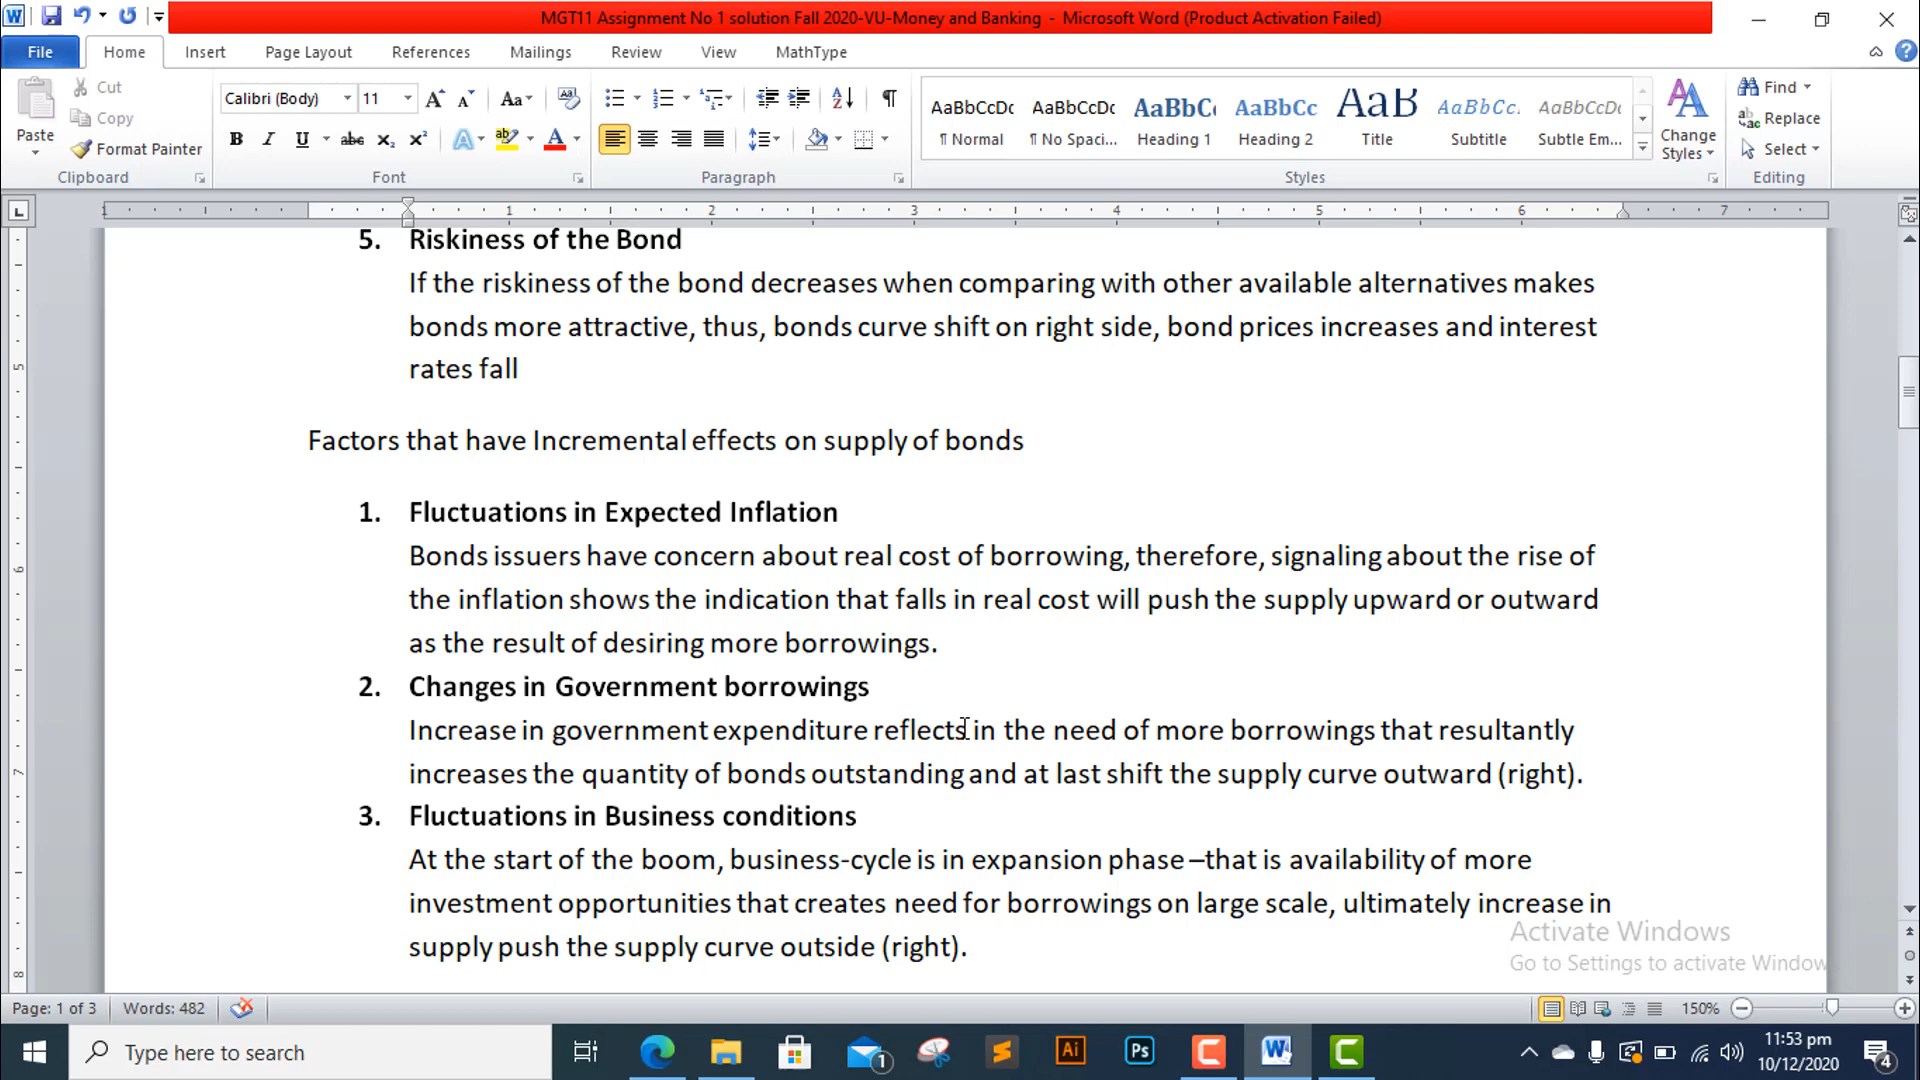 MGT11 Assignment No 1 solution Fall 2020-VU-Money and Banking - Microsoft Word (Product Activation Failed)
File Home Insert Page Layout References Mailings Review View MathType
Paste
Cut
Copy
Format Painter
Clipboard
Calibri (Body) 11
Font
Paragraph
AaBbCcDc AaBbCcDc AaBbC AaBbCc AaB AaBbCc. AaBbCcDc
¶ Normal ¶ No Spaci... Heading 1 Heading 2 Title Subtitle Subtle Em...
Change
Styles
Styles
Find
Replace
Select
Editing
1 1 2 3 4 5 6 7
5. Riskiness of the Bond
If the riskiness of the bond decreases when comparing with other available alternatives makes
bonds more attractive, thus, bonds curve shift on right side, bond prices increases and interest
rates fall
Factors that have Incremental effects on supply of bonds
1. Fluctuations in Expected Inflation
Bonds issuers have concern about real cost of borrowing, therefore, signaling about the rise of
the inflation shows the indication that falls in real cost will push the supply upward or outward
as the result of desiring more borrowings.
2. Changes in Government borrowings
Increase in government expenditure reflects in the need of more borrowings that resultantly
increases the quantity of bonds outstanding and at last shift the supply curve outward (right).
3. Fluctuations in Business conditions
At the start of the boom, business-cycle is in expansion phase –that is availability of more
investment opportunities that creates need for borrowings on large scale, ultimately increase in
supply push the supply curve outside (right).
Activate Windows
Go to Settings to activate Window
Page: 1 of 3 Words: 482 150%
Type here to search
11:53 pm
10/12/2020